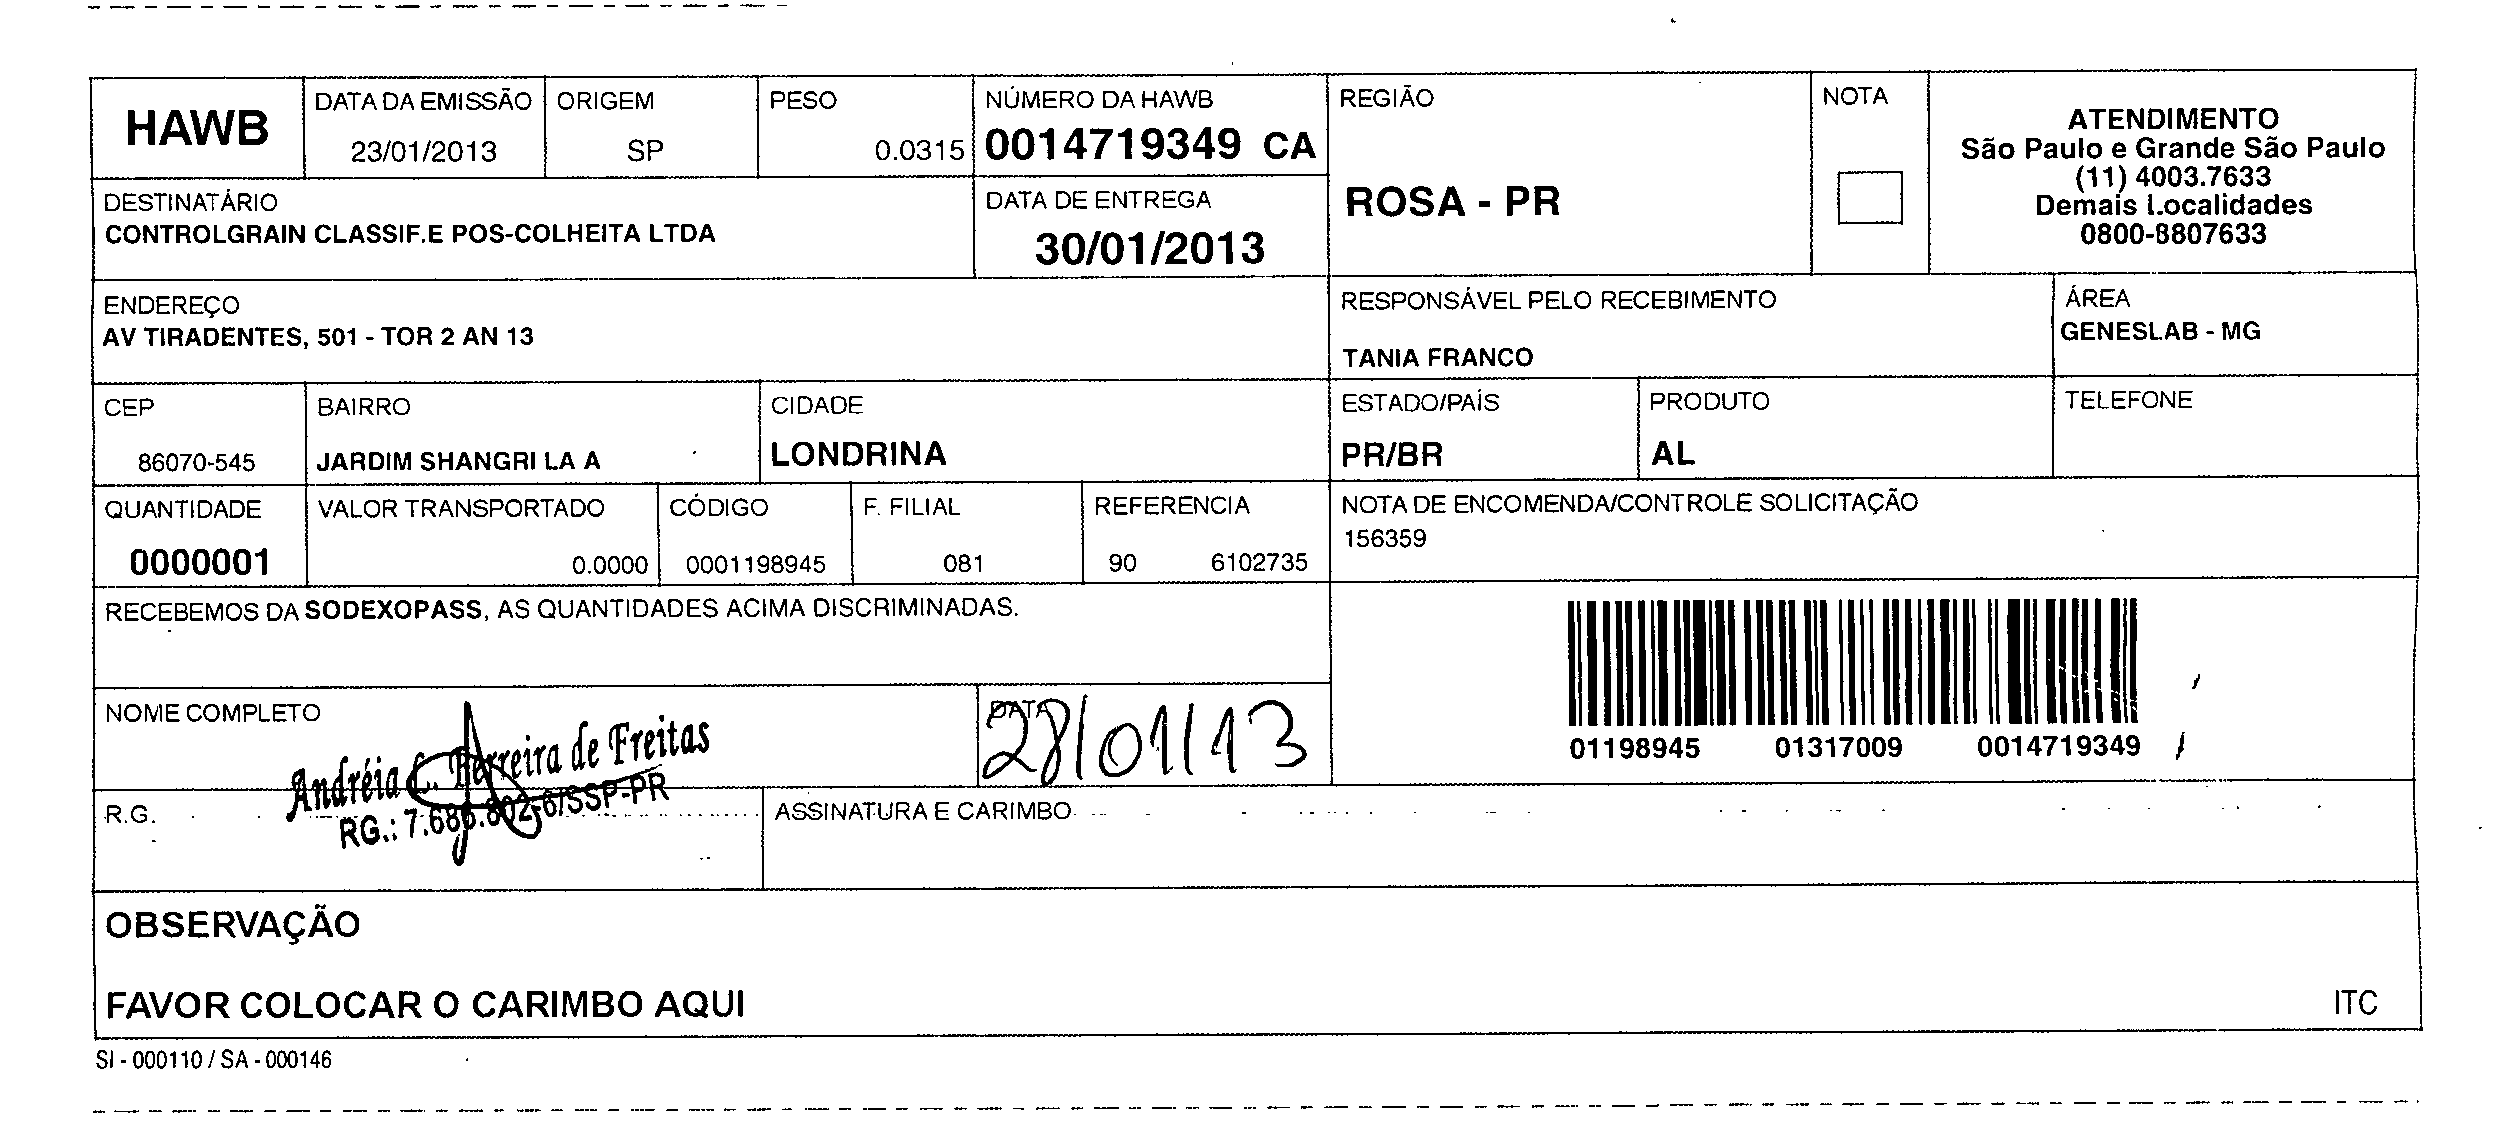 HAWB
DATA DA EMISSÃO
23/01/2013
ORIGEM
SP
PESO
0.0315
NÚMERO DA HAWB
0014719349 CA
REGIÃO
ROSA - PR
NOTA
ATENDIMENTO
São Paulo e Grande São Paulo
(11) 4003.7633
Demais Localidades
0800-8807633
DESTINATÁRIO
CONTROLGRAIN CLASSIF.E POS-COLHEITA LTDA
DATA DE ENTREGA
30/01/2013
ENDEREÇO
AV TIRADENTES, 501 - TOR 2 AN 13
RESPONSÁVEL PELO RECEBIMENTO
TANIA FRANCO
ÁREA
GENESLAB - MG
CEP
86070-545
BAIRRO
JARDIM SHANGRI LA A
CIDADE
LONDRINA
ESTADO/PAÍS
PR/BR
PRODUTO
AL
TELEFONE
QUANTIDADE
0000001
VALOR TRANSPORTADO
0.0000
CÓDIGO
0001198945
F. FILIAL
081
REFERENCIA
90 6102735
NOTA DE ENCOMENDA/CONTROLE SOLICITAÇÃO
156359
RECEBEMOS DA SODEXOPASS, AS QUANTIDADES ACIMA DISCRIMINADAS.
01198945 01317009 0014719349
NOME COMPLETO
Andréia C. Ferreira de Freitas
RG.: 7.686.802-6/SSP-PR
DATA
28/01/13
R.G.
ASSINATURA E CARIMBO
OBSERVAÇÃO
FAVOR COLOCAR O CARIMBO AQUI
ITC
SI - 000110 / SA - 000146